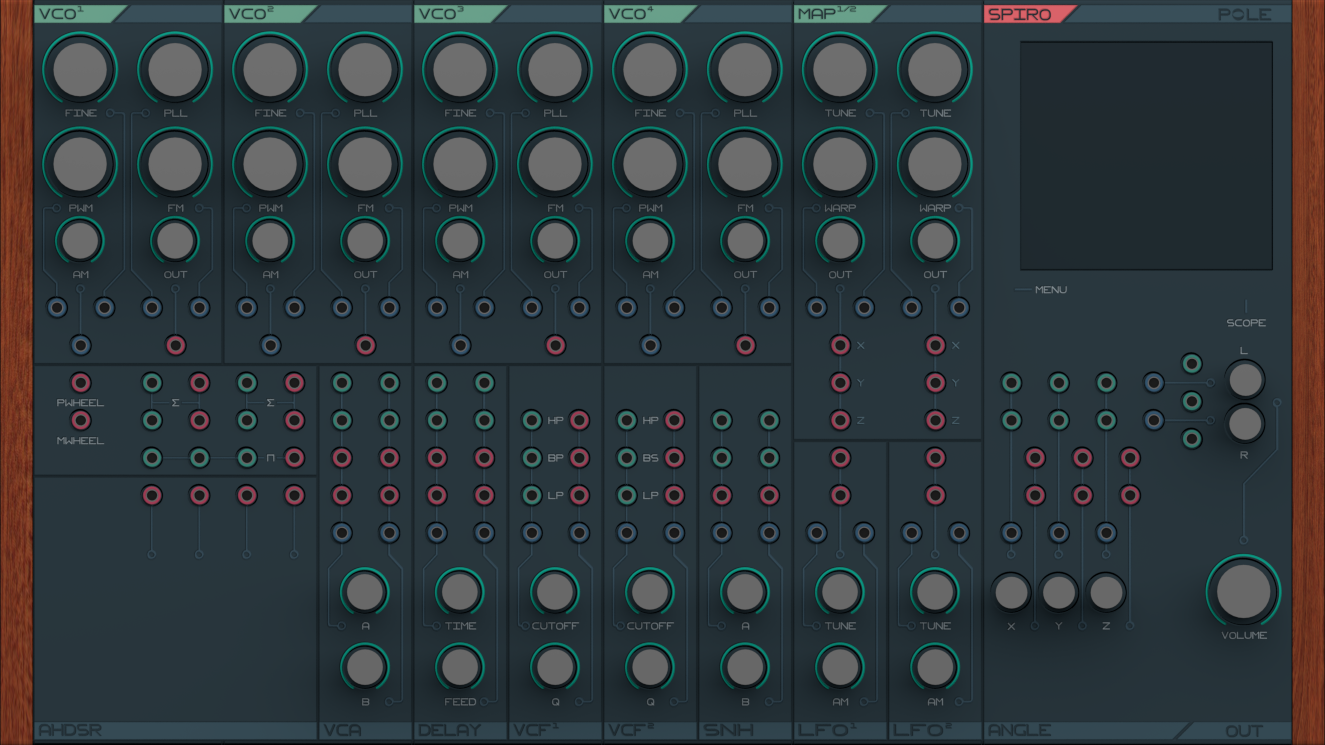 VCO¹ VCO² VCO³ VCO⁴ MAP¹/² SPIRO POLE
FINE PLL FINE PLL FINE PLL FINE PLL TUNE TUNE
PWM FM PWM FM PWM FM PWM FM WARP WARP
AM OUT AM OUT AM OUT AM OUT OUT OUT
MENU
SCOPE
X X
L
Y Y
PWHEEL Σ Σ
HP HP Z Z
MWHEEL
Π BP BS R
LP LP
A TIME CUTOFF CUTOFF A TUNE TUNE X Y Z
VOLUME
B FEED Q Q B AM AM
AHDSR VCA DELAY VCF¹ VCF² SNH LFO¹ LFO² ANGLE OUT